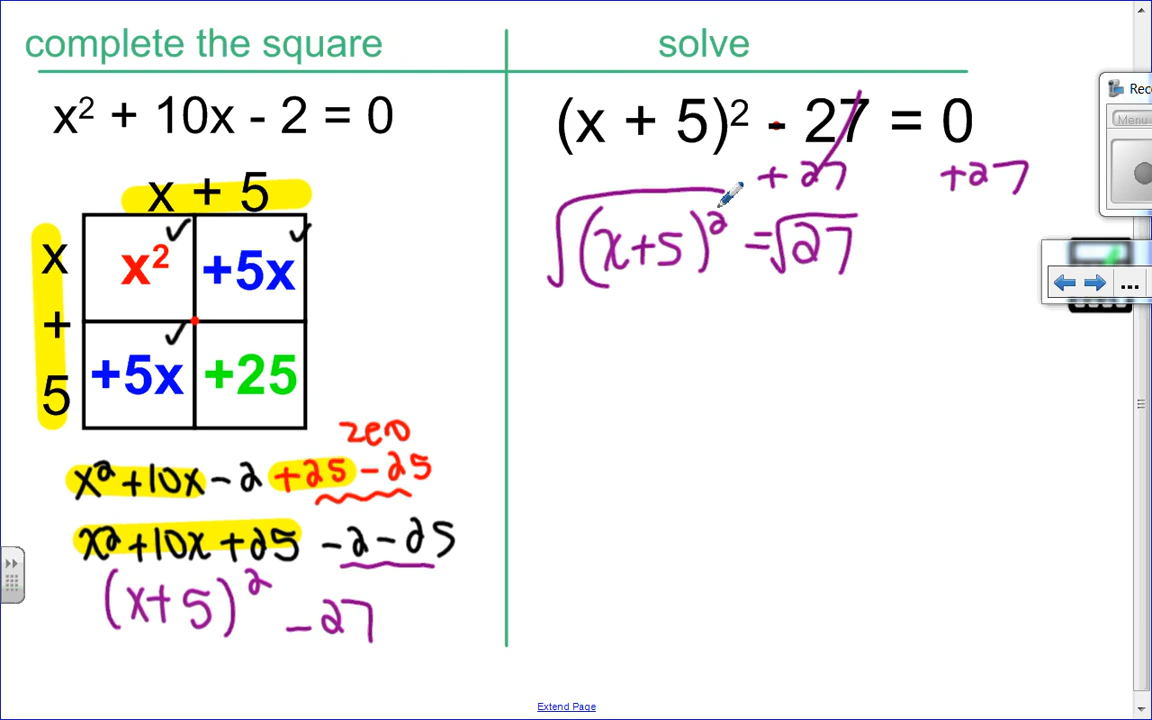 complete the square
x² + 10x - 2 = 0
x + 5
x
+
5
x² +5x
+5x +25
zero
x²+10x-2 +25-25
x²+10x+25 -2-25
(x+5)² -27
solve
(x + 5)² - 27 = 0
+27 +27
√(x+5)² = √27
Extend Page
Rec
Menu
...